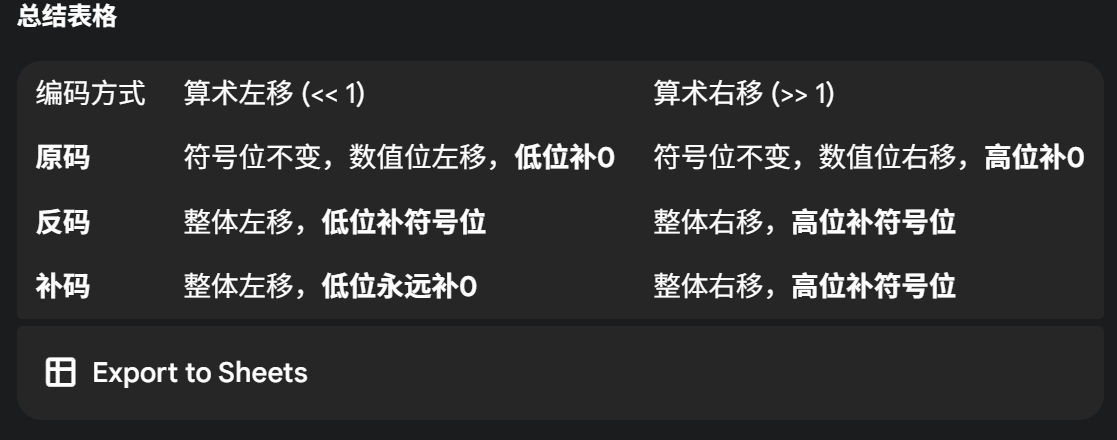 总结表格
编码方式 算术左移 (<< 1) 算术右移 (>> 1)
原码 符号位不变，数值位左移，低位补0 符号位不变，数值位右移，高位补0
反码 整体左移，低位补符号位 整体右移，高位补符号位
补码 整体左移，低位永远补0 整体右移，高位补符号位
Export to Sheets